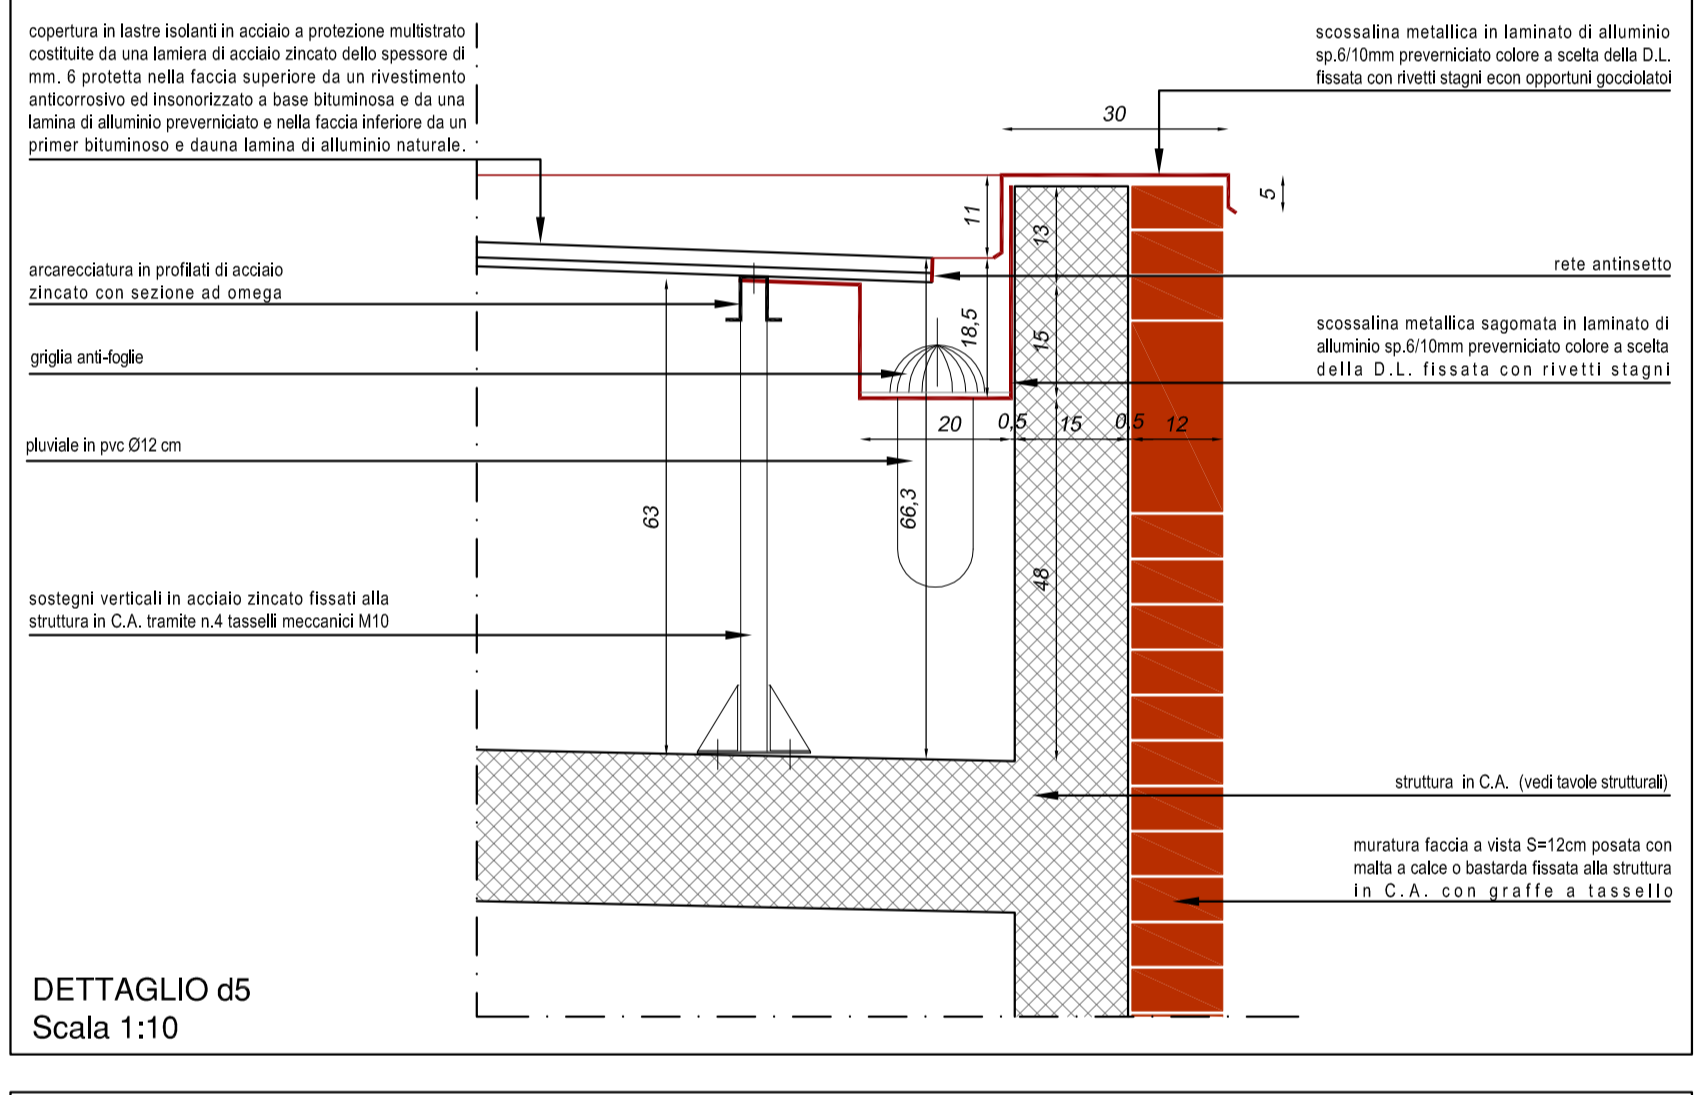 copertura in lastre isolanti in acciaio a protezione multistrato
costituite da una lamiera di acciaio zincato dello spessore di
mm. 6 protetta nella faccia superiore da un rivestimento
anticorrosivo ed insonorizzato a base bituminosa e da una
lamina di alluminio preverniciato e nella faccia inferiore da un
primer bituminoso e dauna lamina di alluminio naturale.
arcarecciatura in profilati di acciaio
zincato con sezione ad omega
griglia anti-foglie
pluviale in pvc Ø12 cm
sostegni verticali in acciaio zincato fissati alla
struttura in C.A. tramite n.4 tasselli meccanici M10
scossalina metallica in laminato di alluminio
sp.6/10mm preverniciato colore a scelta della D.L.
fissata con rivetti stagni econ opportuni gocciolatoi
rete antinsetto
scossalina metallica sagomata in laminato di
alluminio sp.6/10mm preverniciato colore a scelta
della D.L. fissata con rivetti stagni
struttura in C.A. (vedi tavole strutturali)
muratura faccia a vista S=12cm posata con
malta a calce o bastarda fissata alla struttura
in C.A. con graffe a tassello
30
5
11
13
18,5
15
20
0,5
15
0,5
12
63
66,3
48
DETTAGLIO d5
Scala 1:10